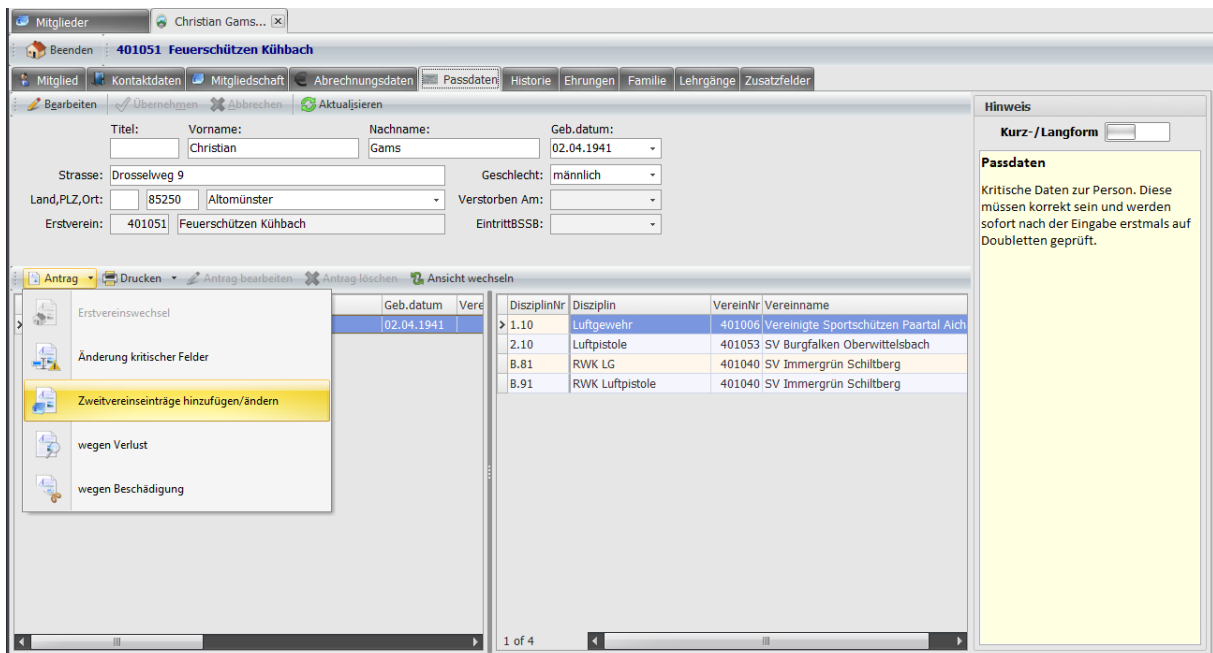 Mitglieder Christian Gams...
Beenden 401051 Feuerschützen Kühbach
Mitglied Kontaktdaten Mitgliedschaft Abrechnungsdaten Passdaten Historie Ehrungen Familie Lehrgänge Zusatzfelder
Bearbeiten Übernehmen Abbrechen Aktualisieren
Titel: Vorname: Nachname: Geb.datum:
Christian Gams 02.04.1941
Strasse: Drosselweg 9 Geschlecht: männlich
Land,PLZ,Ort: 85250 Altomünster Verstorben Am:
Erstverein: 401051 Feuerschützen Kühbach EintrittBSSB:
Hinweis
Kurz-/Langform
Passdaten
Kritische Daten zur Person. Diese
müssen korrekt sein und werden
sofort nach der Eingabe erstmals auf
Doubletten geprüft.
Antrag Drucken Antrag bearbeiten Antrag löschen Ansicht wechseln
Erstvereinswechsel
Änderung kritischer Felder
Zweitvereinseinträge hinzufügen/ändern
wegen Verlust
wegen Beschädigung
Geb.datum Vere
02.04.1941
DisziplinNr Disziplin VereinNr Vereinname
1.10 Luftgewehr 401006 Vereinigte Sportschützen Paartal Aich
2.10 Luftpistole 401053 SV Burgfalken Oberwittelsbach
B.81 RWK LG 401040 SV Immergrün Schiltberg
B.91 RWK Luftpistole 401040 SV Immergrün Schiltberg
1 of 4